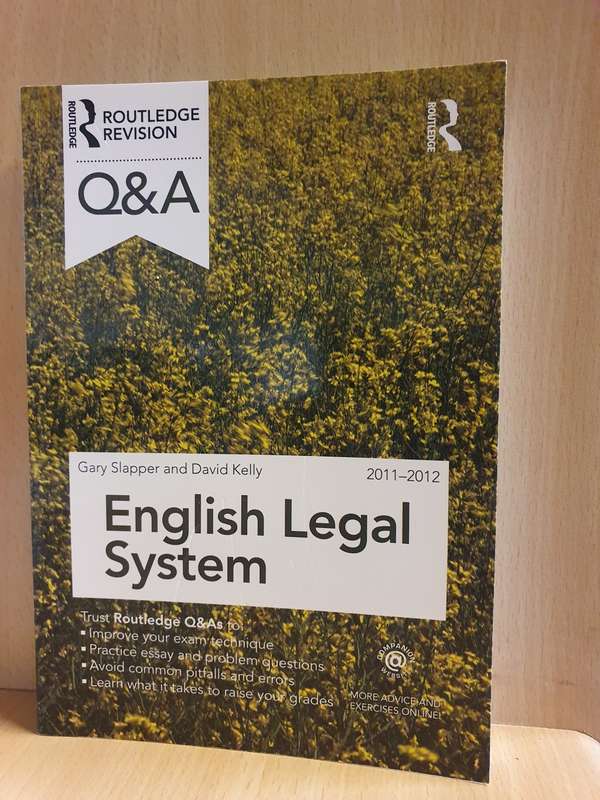 ROUTLEDGE
ROUTLEDGE
REVISION
Q&A
ROUTLEDGE
Gary Slapper and David Kelly
2011–2012
English Legal
System
Trust Routledge Q&As to:
▪ Improve your exam technique
▪ Practice essay and problem questions
▪ Avoid common pitfalls and errors
▪ Learn what it takes to raise your grades
COMPANION
@
WEBSITE
MORE ADVICE AND
EXERCISES ONLINE!